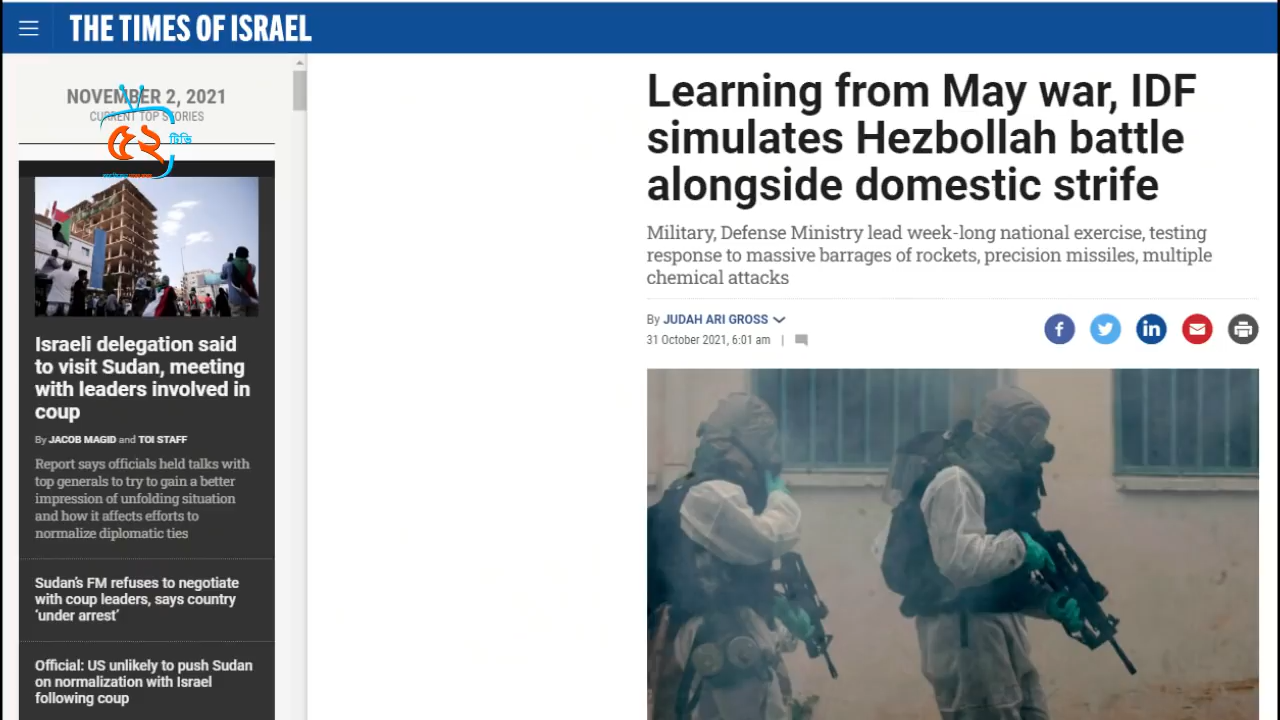 THE TIMES OF ISRAEL
NOVEMBER 2, 2021
CURRENT TOP STORIES
৫২
টিভি
Israeli delegation said
to visit Sudan, meeting
with leaders involved in
coup
By JACOB MAGID and TOI STAFF
Report says officials held talks with
top generals to try to gain a better
impression of unfolding situation
and how it affects efforts to
normalize diplomatic ties
Sudan's FM refuses to negotiate
with coup leaders, says country
'under arrest'
Official: US unlikely to push Sudan
on normalization with Israel
following coup
Learning from May war, IDF
simulates Hezbollah battle
alongside domestic strife
Military, Defense Ministry lead week-long national exercise, testing
response to massive barrages of rockets, precision missiles, multiple
chemical attacks
By JUDAH ARI GROSS
31 October 2021, 6:01 am |
f
in